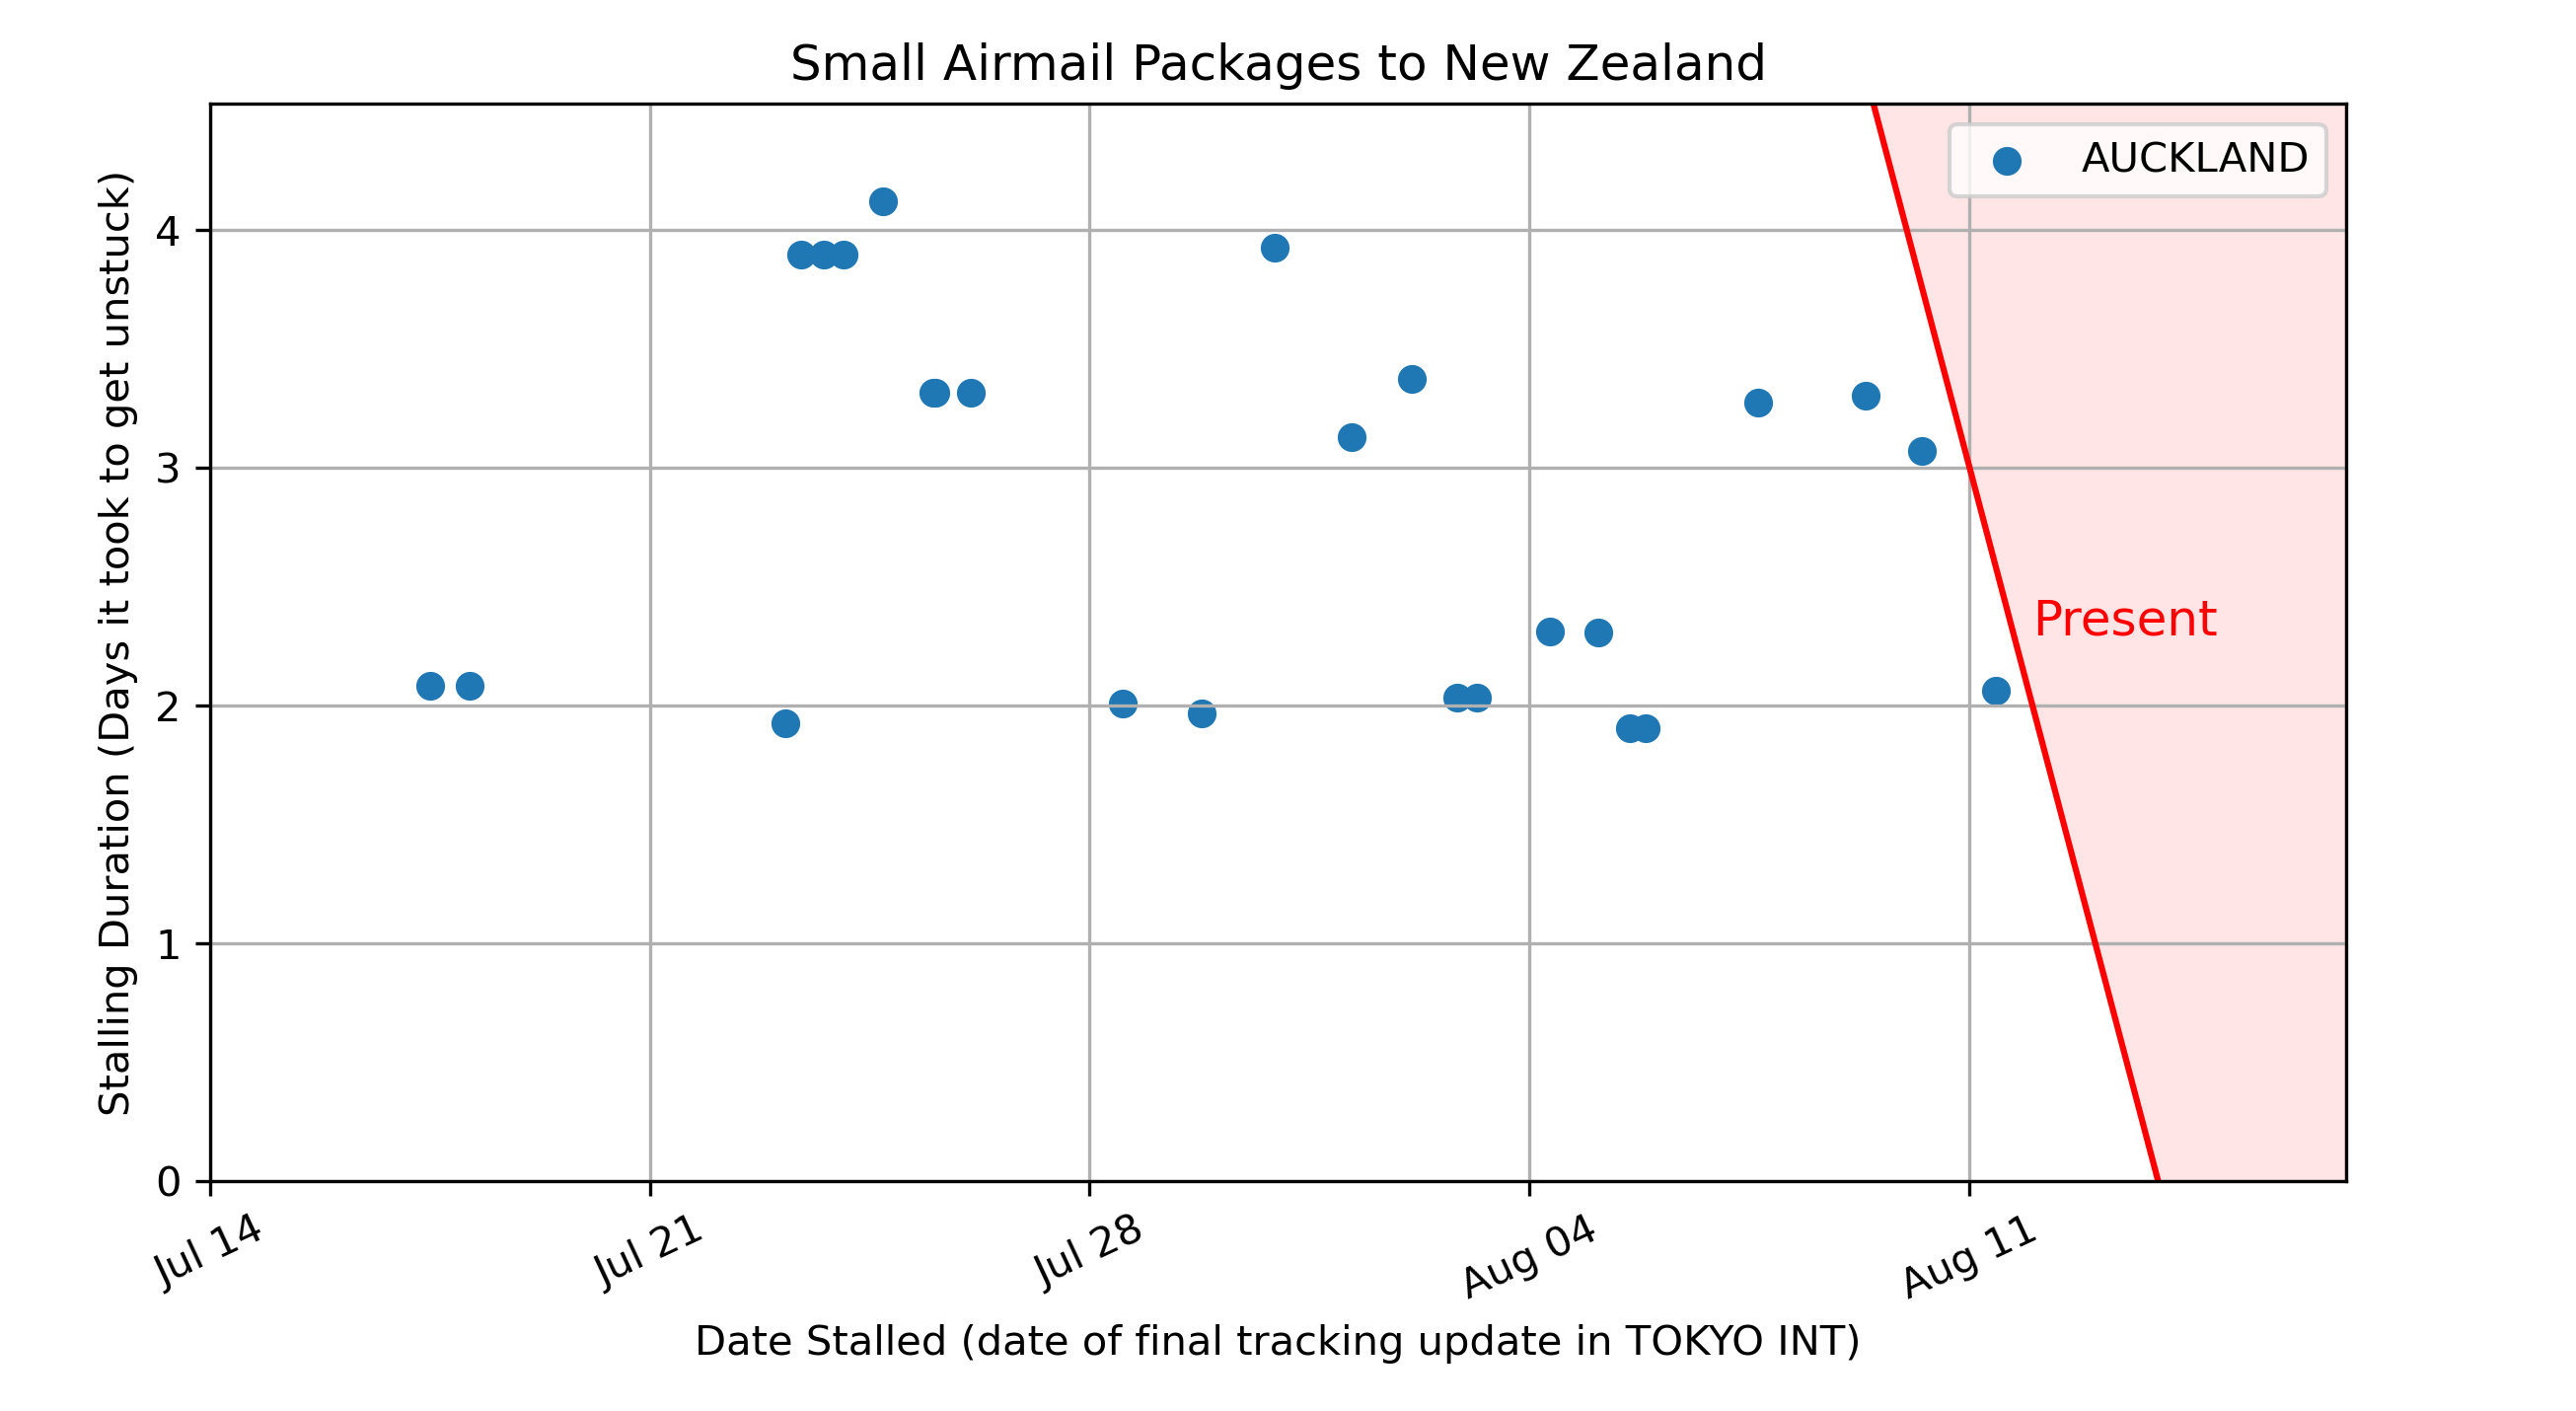 Small Airmail Packages to New Zealand
AUCKLAND
Stalling Duration (Days it took to get unstuck)
4
3
2
1
0
Present
Jul 14
Jul 21
Jul 28
Aug 04
Aug 11
Date Stalled (date of final tracking update in TOKYO INT)